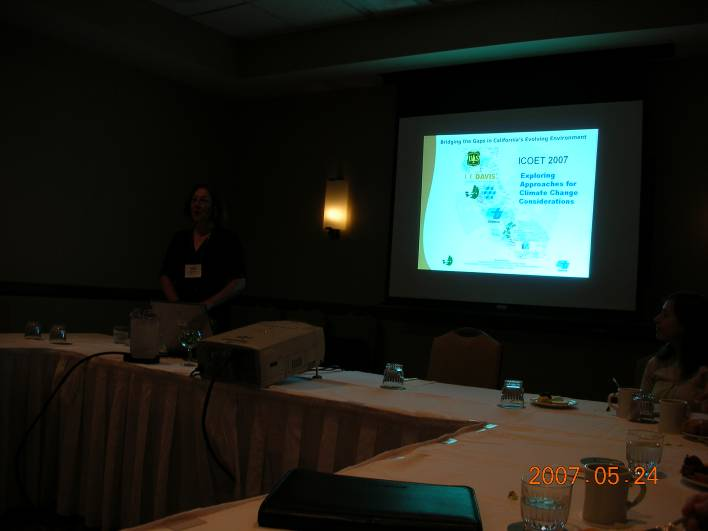 Bridging the Gaps in California's Evolving Environment
UAS
ICOET 2007
DAVIS
Exploring
Approaches for
Climate Change
Considerations
2007.05.24